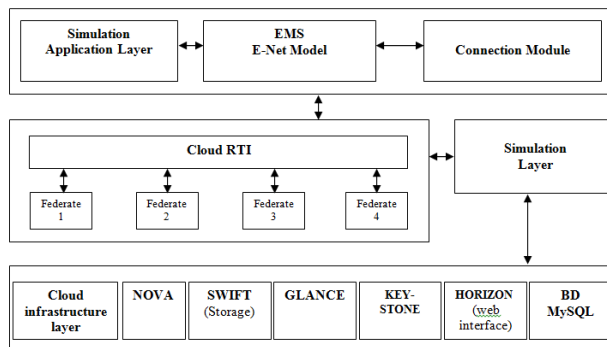 Simulation
Application Layer
EMS
E-Net Model
Connection Module
Cloud RTI
Federate
1
Federate
2
Federate
3
Federate
4
Simulation
Layer
Cloud
infrastructure
layer
NOVA
SWIFT
(Storage)
GLANCE
KEY-
STONE
HORIZON
(web
interface)
BD
MySQL